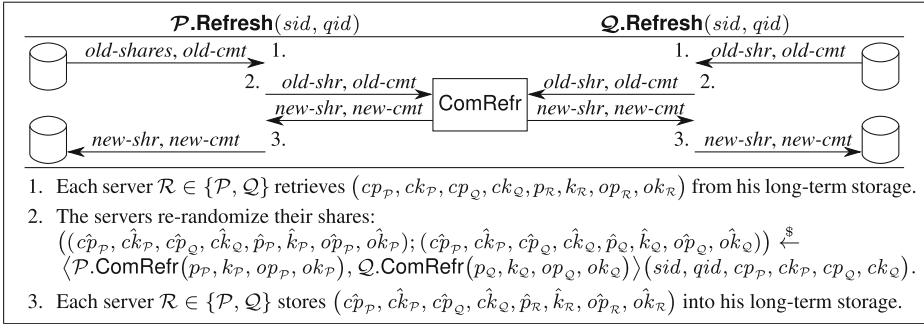 𝒫.Refresh(sid, qid) 𝒬.Refresh(sid, qid)
old-shares, old-cmt 1. 1. old-shr, old-cmt
2. old-shr, old-cmt old-shr, old-cmt 2.
ComRefr
new-shr, new-cmt new-shr, new-cmt
new-shr, new-cmt 3. 3. new-shr, new-cmt
1. Each server ℛ ∈ {𝒫, 𝒬} retrieves (cp_𝒫, ck_𝒫, cp_𝒬, ck_𝒬, p_ℛ, k_ℛ, op_ℛ, ok_ℛ) from his long-term storage.
2. The servers re-randomize their shares:
((ĉp_𝒫, ĉk_𝒫, ĉp_𝒬, ĉk_𝒬, p̂_𝒫, k̂_𝒫, ôp_𝒫, ôk_𝒫); (ĉp_𝒫, ĉk_𝒫, ĉp_𝒬, ĉk_𝒬, p̂_𝒬, k̂_𝒬, ôp_𝒬, ôk_𝒬)) ←$
⟨𝒫.ComRefr(p_𝒫, k_𝒫, op_𝒫, ok_𝒫), 𝒬.ComRefr(p_𝒬, k_𝒬, op_𝒬, ok_𝒬)⟩(sid, qid, cp_𝒫, ck_𝒫, cp_𝒬, ck_𝒬).
3. Each server ℛ ∈ {𝒫, 𝒬} stores (ĉp_𝒫, ĉk_𝒫, ĉp_𝒬, ĉk_𝒬, p̂_ℛ, k̂_ℛ, ôp_ℛ, ôk_ℛ) into his long-term storage.